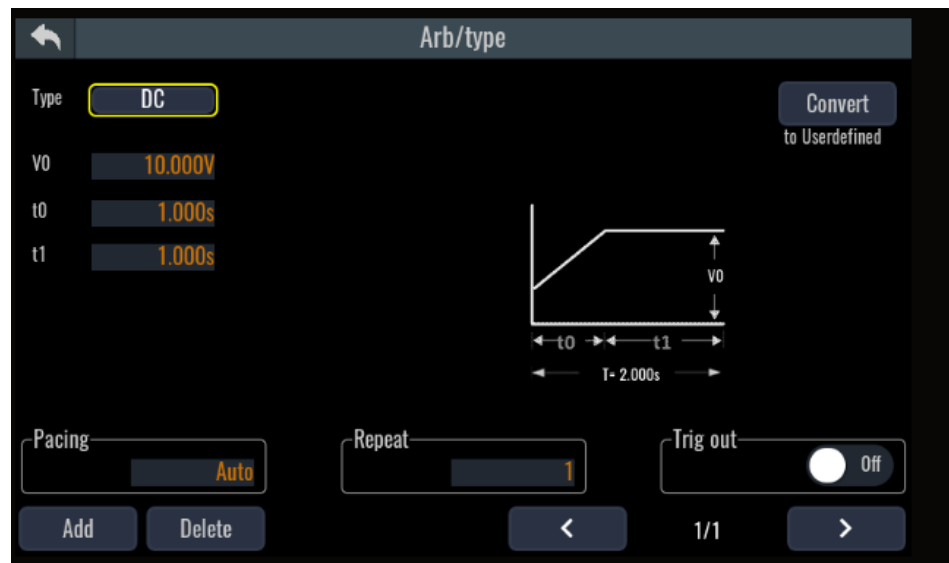 Arb/type
Type DC
Convert
to Userdefined
V0 10.000V
t0 1.000s
t1 1.000s
V0
t0 t1
T= 2.000s
Pacing
Auto
Repeat
1
Trig out
Off
Add Delete < 1/1 >